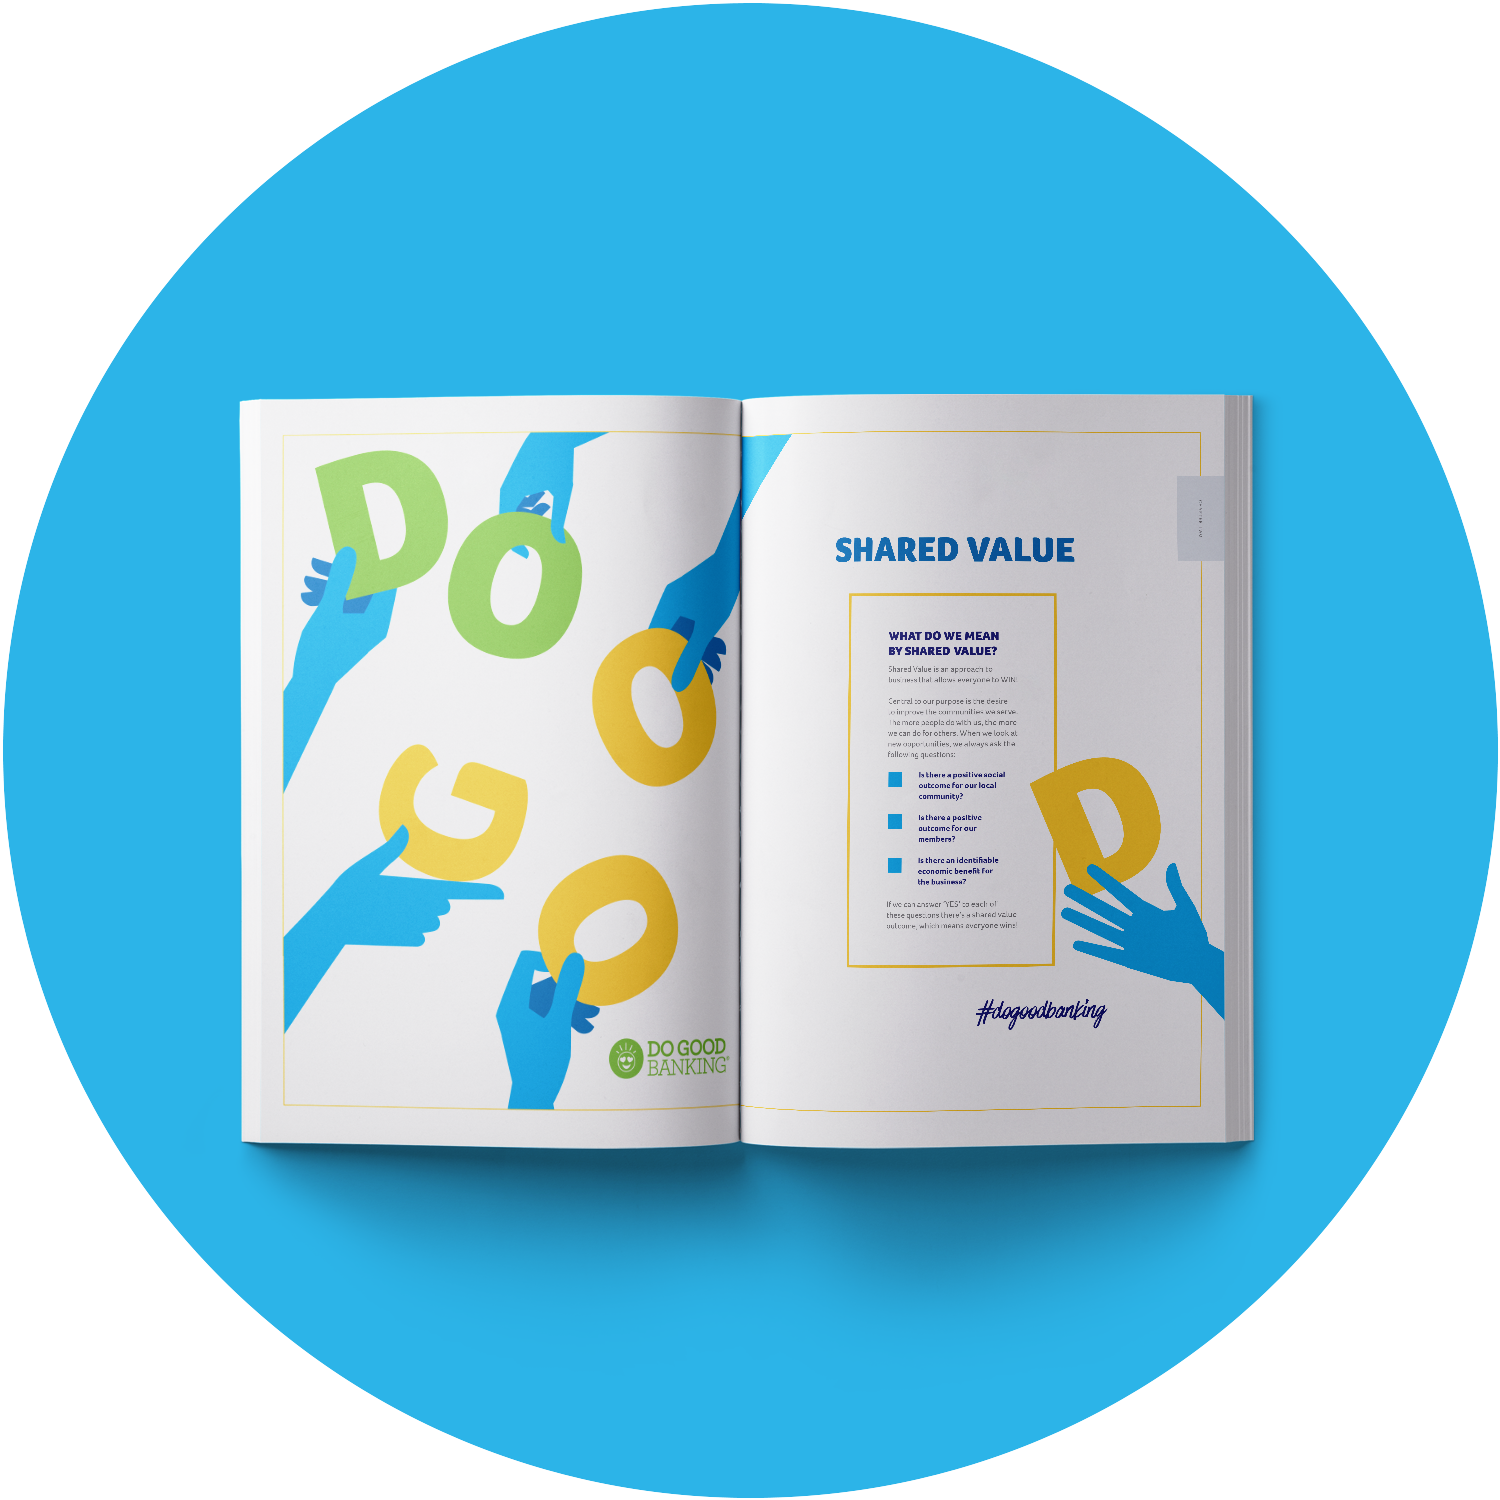 DO
GOO
D
DO GOOD
BANKING®
SHARED VALUE
WHAT DO WE MEAN
BY SHARED VALUE?
Shared Value is an approach to
business that allows everyone to WIN!
Central to our purpose is the desire
to improve the communities we serve.
The more people do with us, the more
we can do for others. When we look at
new opportunities, we always ask the
following questions:
Is there a positive social
outcome for our local
community?
Is there a positive
outcome for our
members?
Is there an identifiable
economic benefit for
the business?
If we can answer 'YES' to each of
these questions there's a shared value
outcome, which means everyone wins!
#dogoodbanking